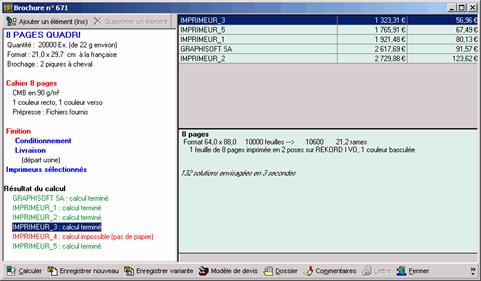 Brochure n° 671
Ajouter un élément (Ins) Supprimer un élément
8 PAGES QUADRI
Quantité : 20000 Ex. (de 22 g environ)
Format : 21,0 x 29,7 cm à la française
Brochage : 2 piqures à cheval
Cahier 8 pages
CMB en 90 g/m²
1 couleur recto, 1 couleur verso
Prépresse : Fichiers fournis
Finition
Conditionnement
Livraison
(départ usine)
Imprimeurs sélectionnés
Résultat du calcul
GRAPHISOFT SA : calcul terminé
IMPRIMEUR_1 : calcul terminé
IMPRIMEUR_2 : calcul terminé
IMPRIMEUR_3 : calcul terminé
IMPRIMEUR_4 : calcul impossible (pas de papier)
IMPRIMEUR_5 : calcul terminé
IMPRIMEUR_3 1 323,31 € 56,96 €
IMPRIMEUR_5 1 765,91 € 67,49 €
IMPRIMEUR_1 1 921,48 € 80,13 €
GRAPHISOFT SA 2 617,69 € 91,57 €
IMPRIMEUR_2 2 729,88 € 123,62 €
8 pages
Format 64,0 x 88,0 10000 feuilles --> 10600 21,2 rames
1 feuille de 8 pages imprimée en 2 poses sur REKORD I VO, 1 couleur basculée
132 solutions envisagées en 3 secondes
Calculer Enregistrer nouveau Enregistrer variante Modèle de devis Dossier Commentaires Lettre Fermer »